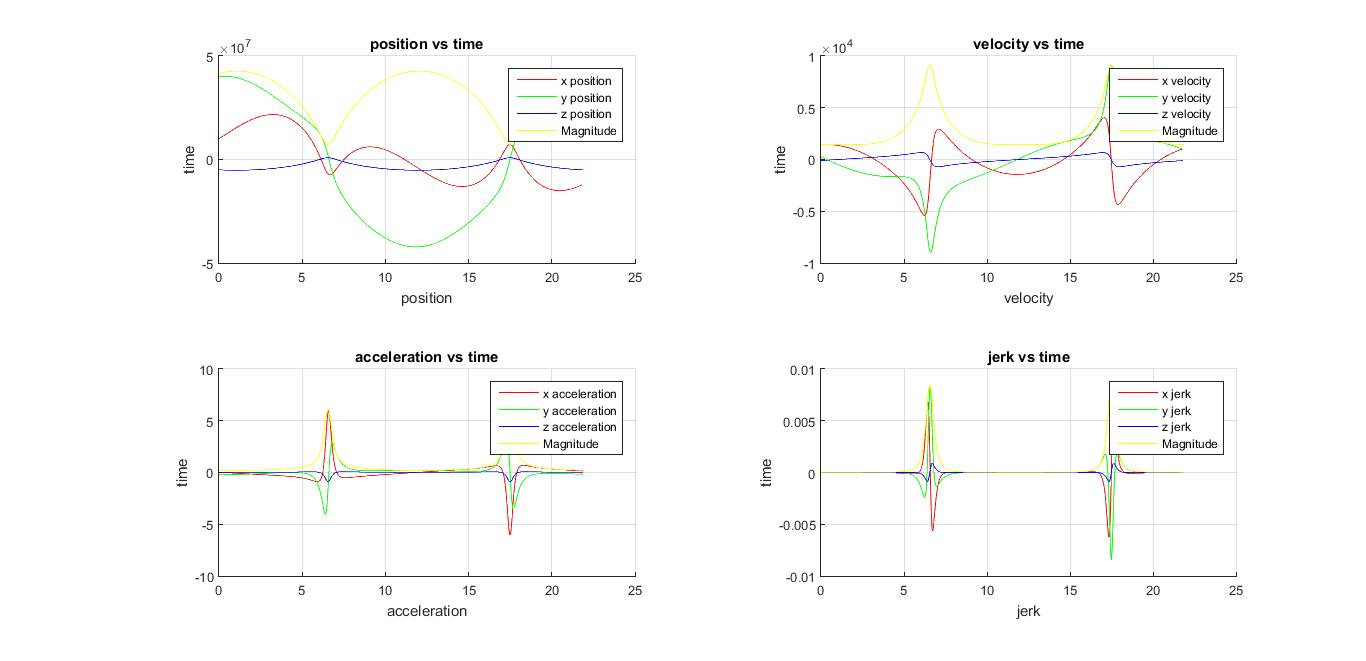 position vs time
×10^7
5
0
-5
time
0 5 10 15 20 25
position
x position
y position
z position
Magnitude
velocity vs time
×10^4
1
0.5
0
-0.5
-1
time
0 5 10 15 20 25
velocity
x velocity
y velocity
z velocity
Magnitude
acceleration vs time
10
5
0
-5
-10
time
0 5 10 15 20 25
acceleration
x acceleration
y acceleration
z acceleration
Magnitude
jerk vs time
0.01
0.005
0
-0.005
-0.01
time
0 5 10 15 20 25
jerk
x jerk
y jerk
z jerk
Magnitude